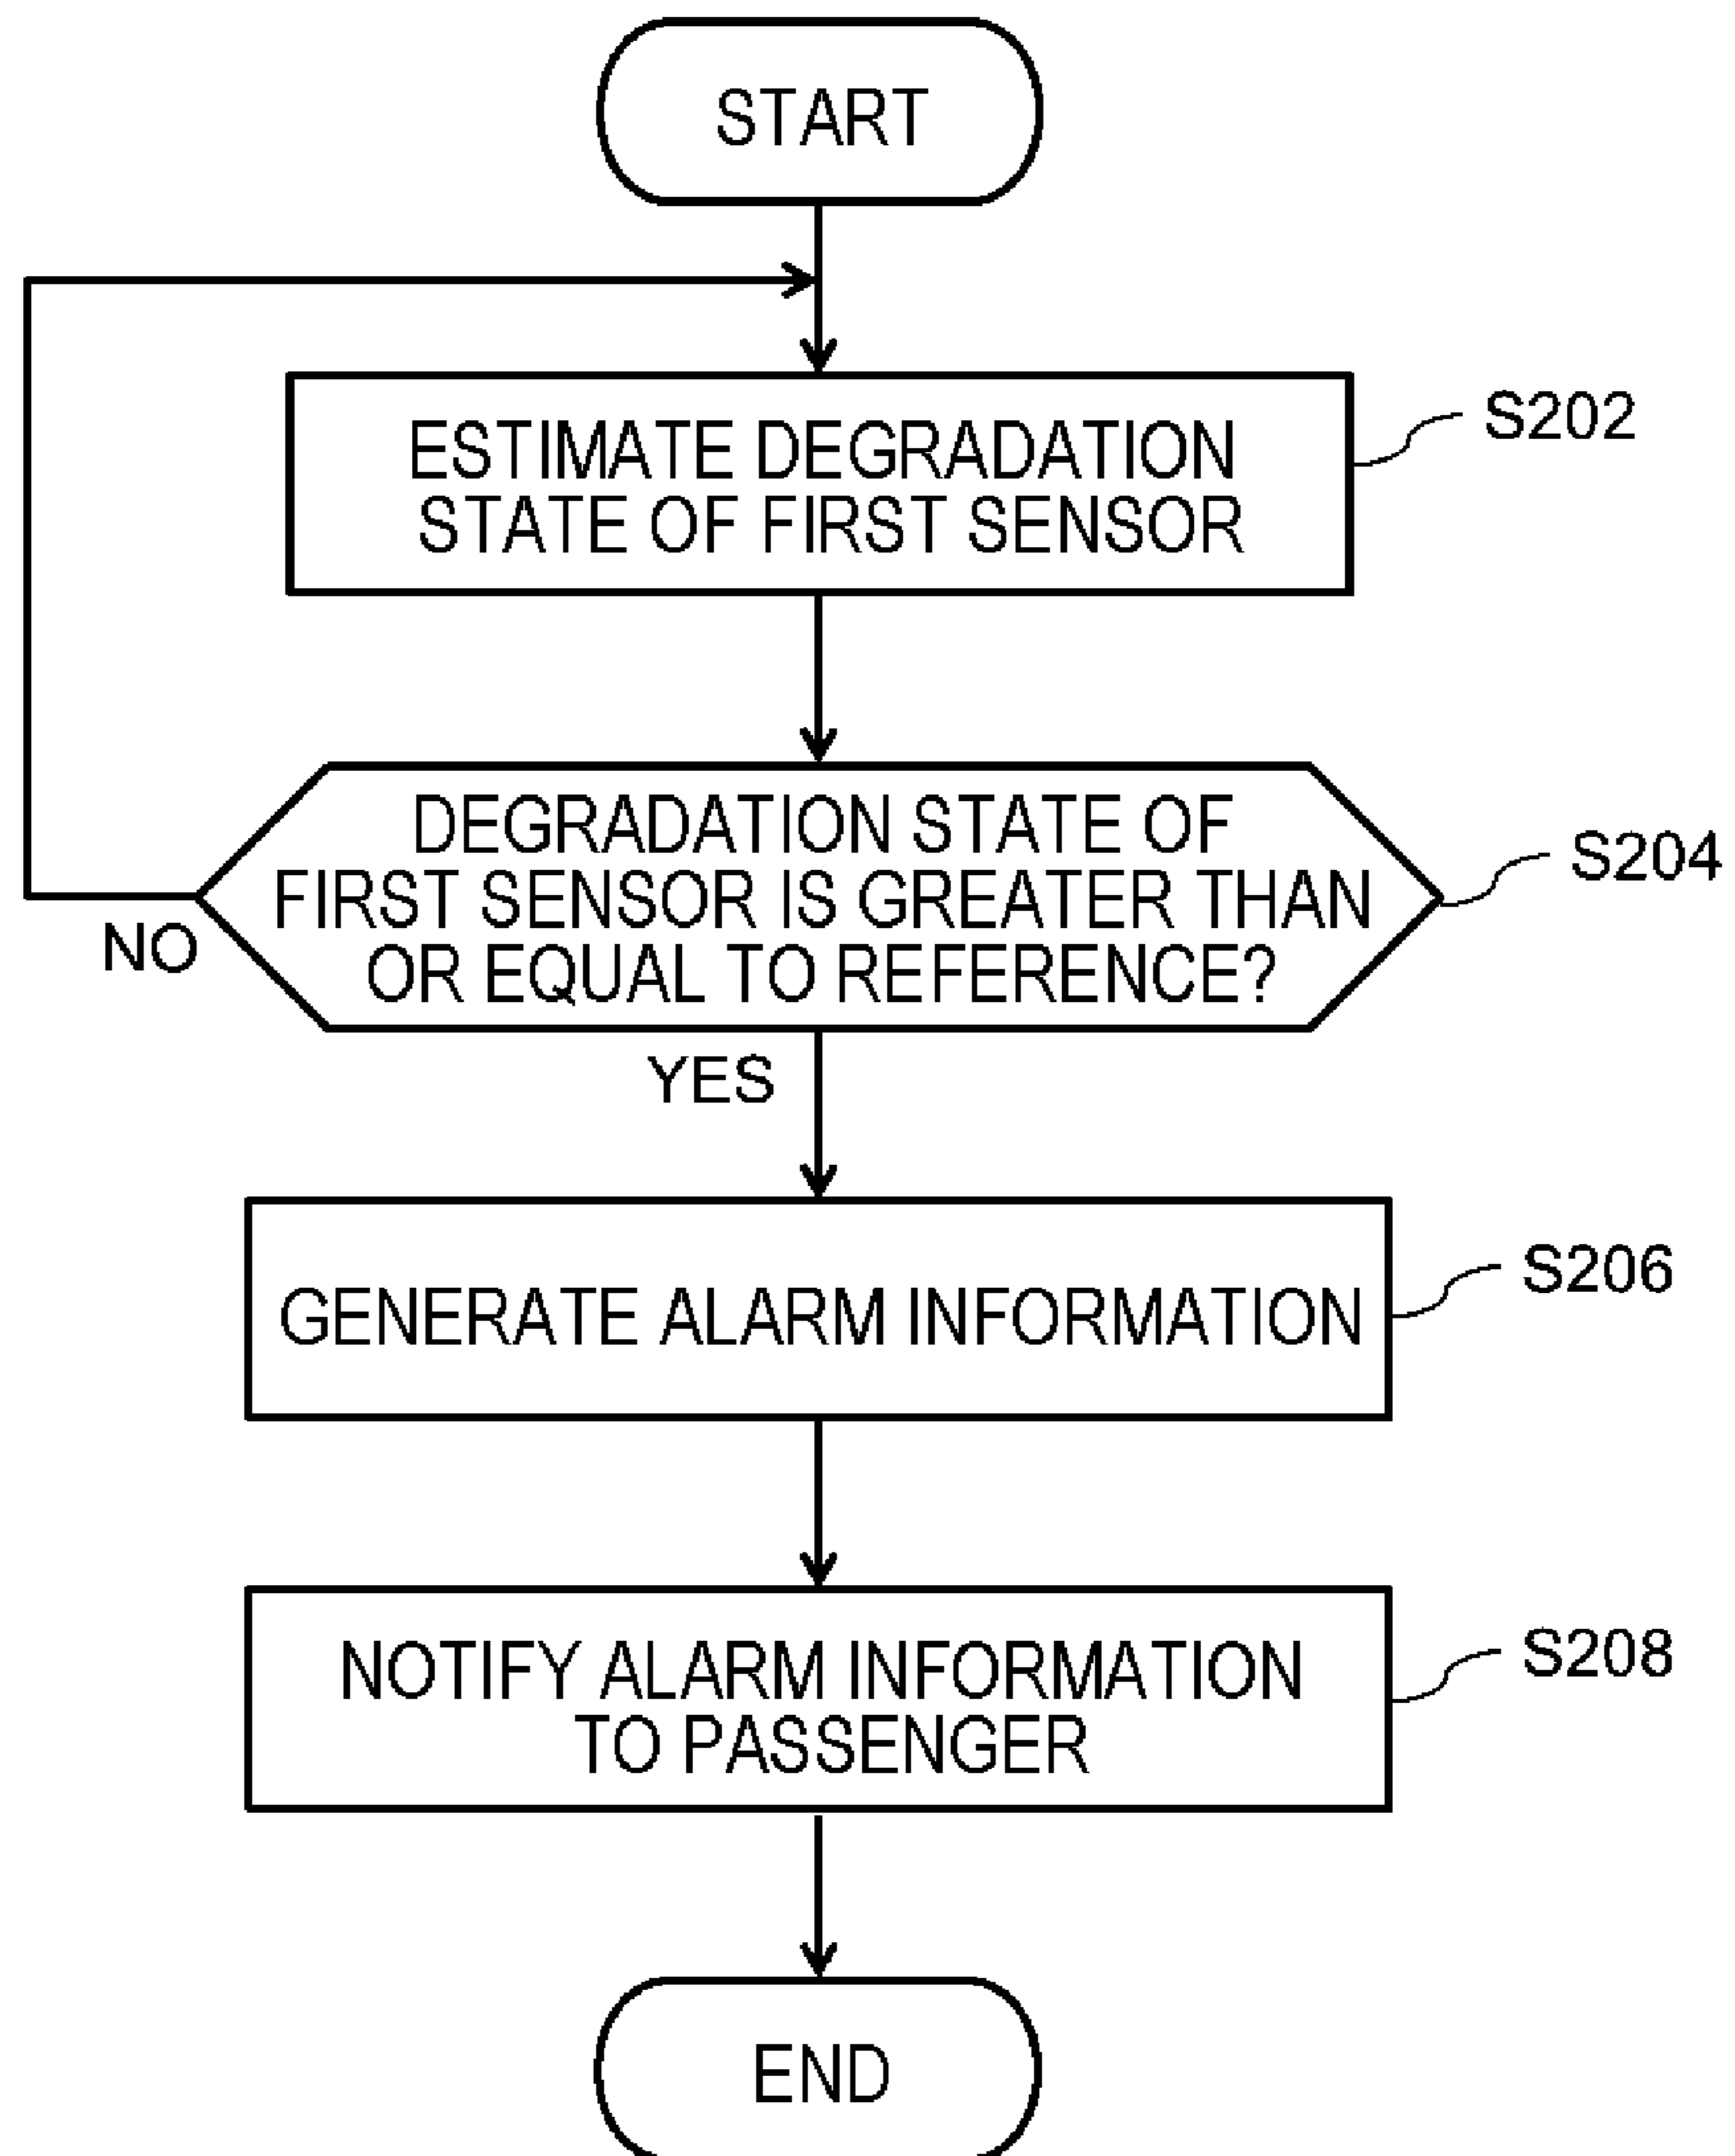 START
ESTIMATE DEGRADATION
STATE OF FIRST SENSOR
S202
DEGRADATION STATE OF
FIRST SENSOR IS GREATER THAN
OR EQUAL TO REFERENCE?
S204
NO
YES
GENERATE ALARM INFORMATION
S206
NOTIFY ALARM INFORMATION
TO PASSENGER
S208
END